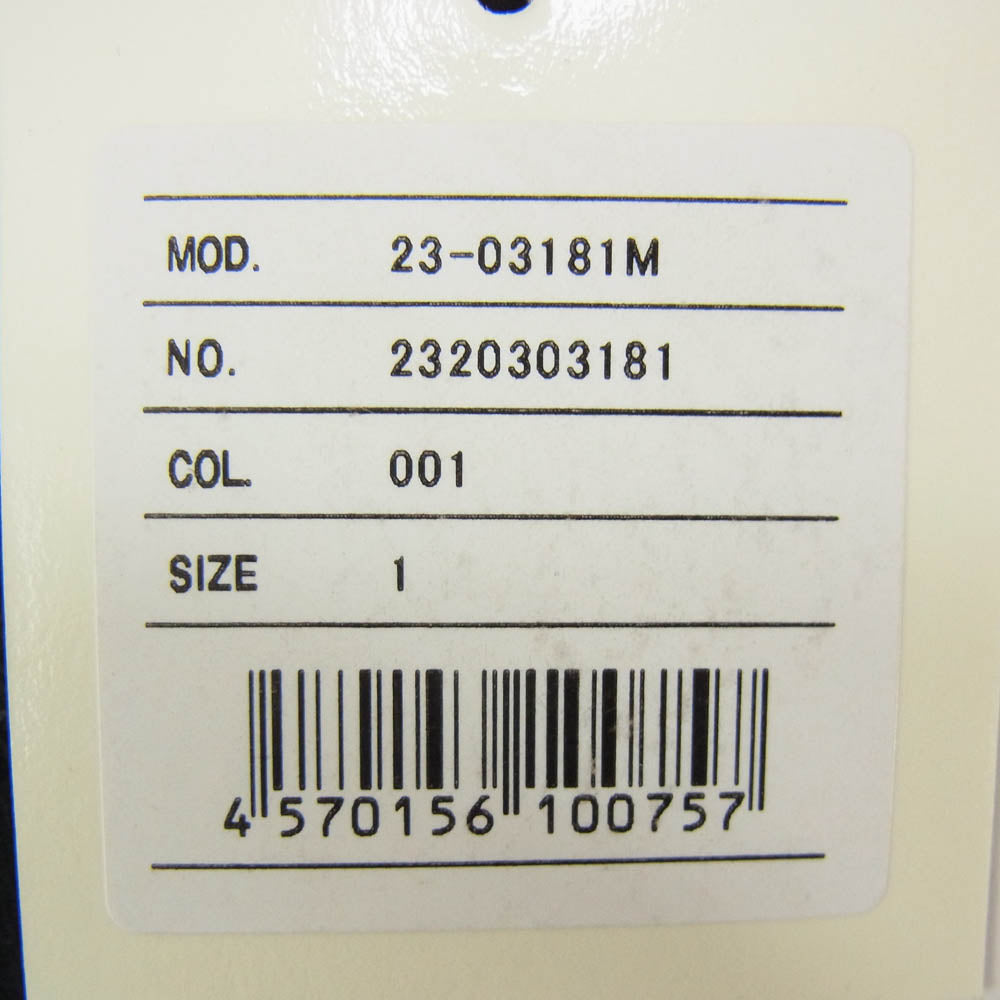 MOD. 23-03181M
NO. 2320303181
COL. 001
SIZE 1
4 570156 100757